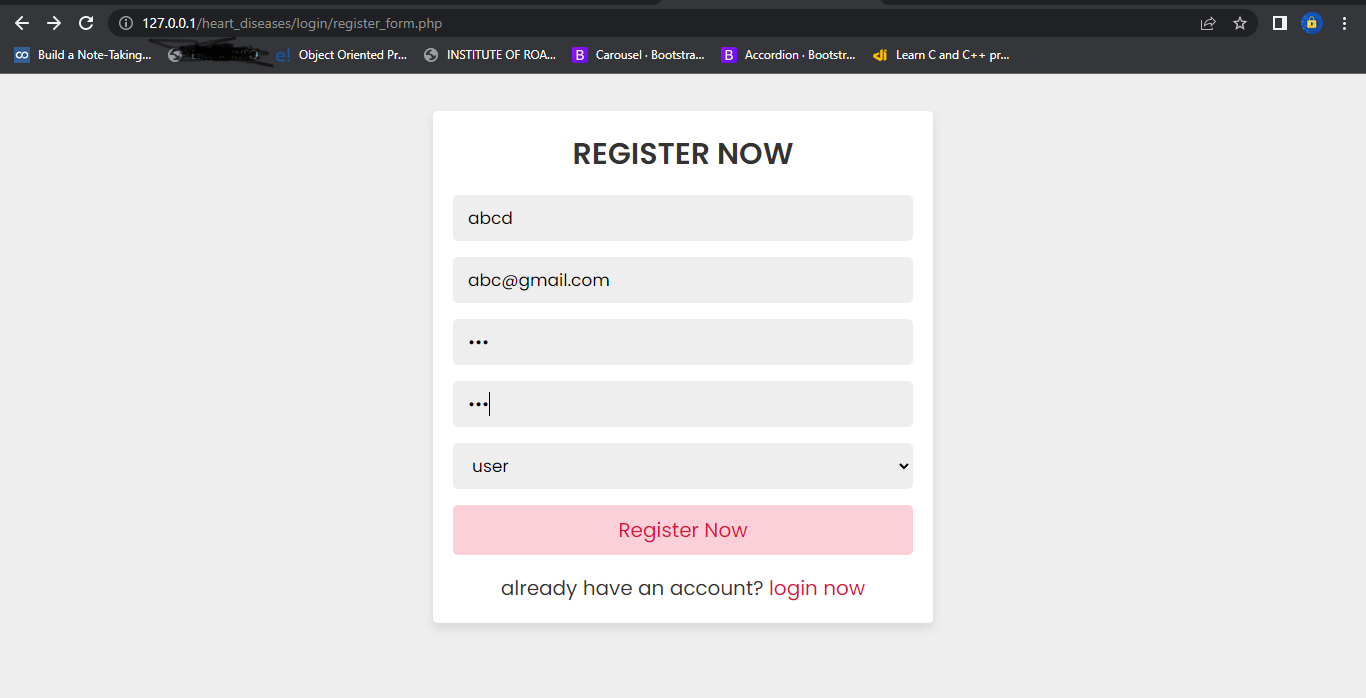 127.0.0.1/heart_diseases/login/register_form.php
Build a Note-Taking... e! Object Oriented Pr... INSTITUTE OF ROA... B Carousel · Bootstra... B Accordion · Bootstr... Learn C and C++ pr...
REGISTER NOW
abcd
abc@gmail.com
•••
•••
user
Register Now
already have an account? login now